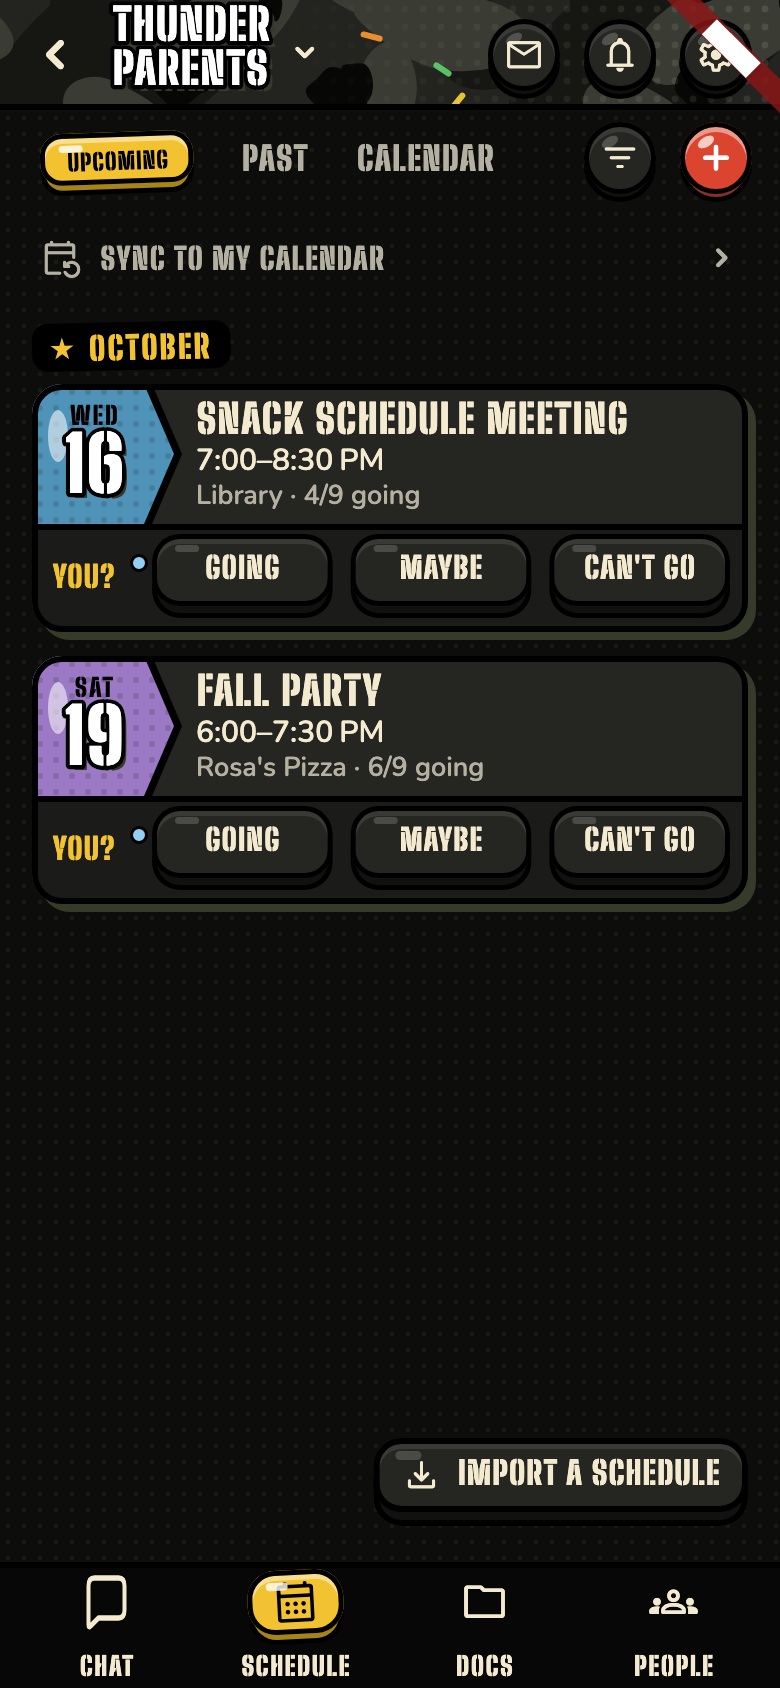 THUNDER
PARENTS
UPCOMING PAST CALENDAR
SYNC TO MY CALENDAR
★ OCTOBER
WED
16
SNACK SCHEDULE MEETING
7:00–8:30 PM
Library · 4/9 going
YOU? GOING MAYBE CAN'T GO
SAT
19
FALL PARTY
6:00–7:30 PM
Rosa's Pizza · 6/9 going
YOU? GOING MAYBE CAN'T GO
IMPORT A SCHEDULE
CHAT SCHEDULE DOCS PEOPLE